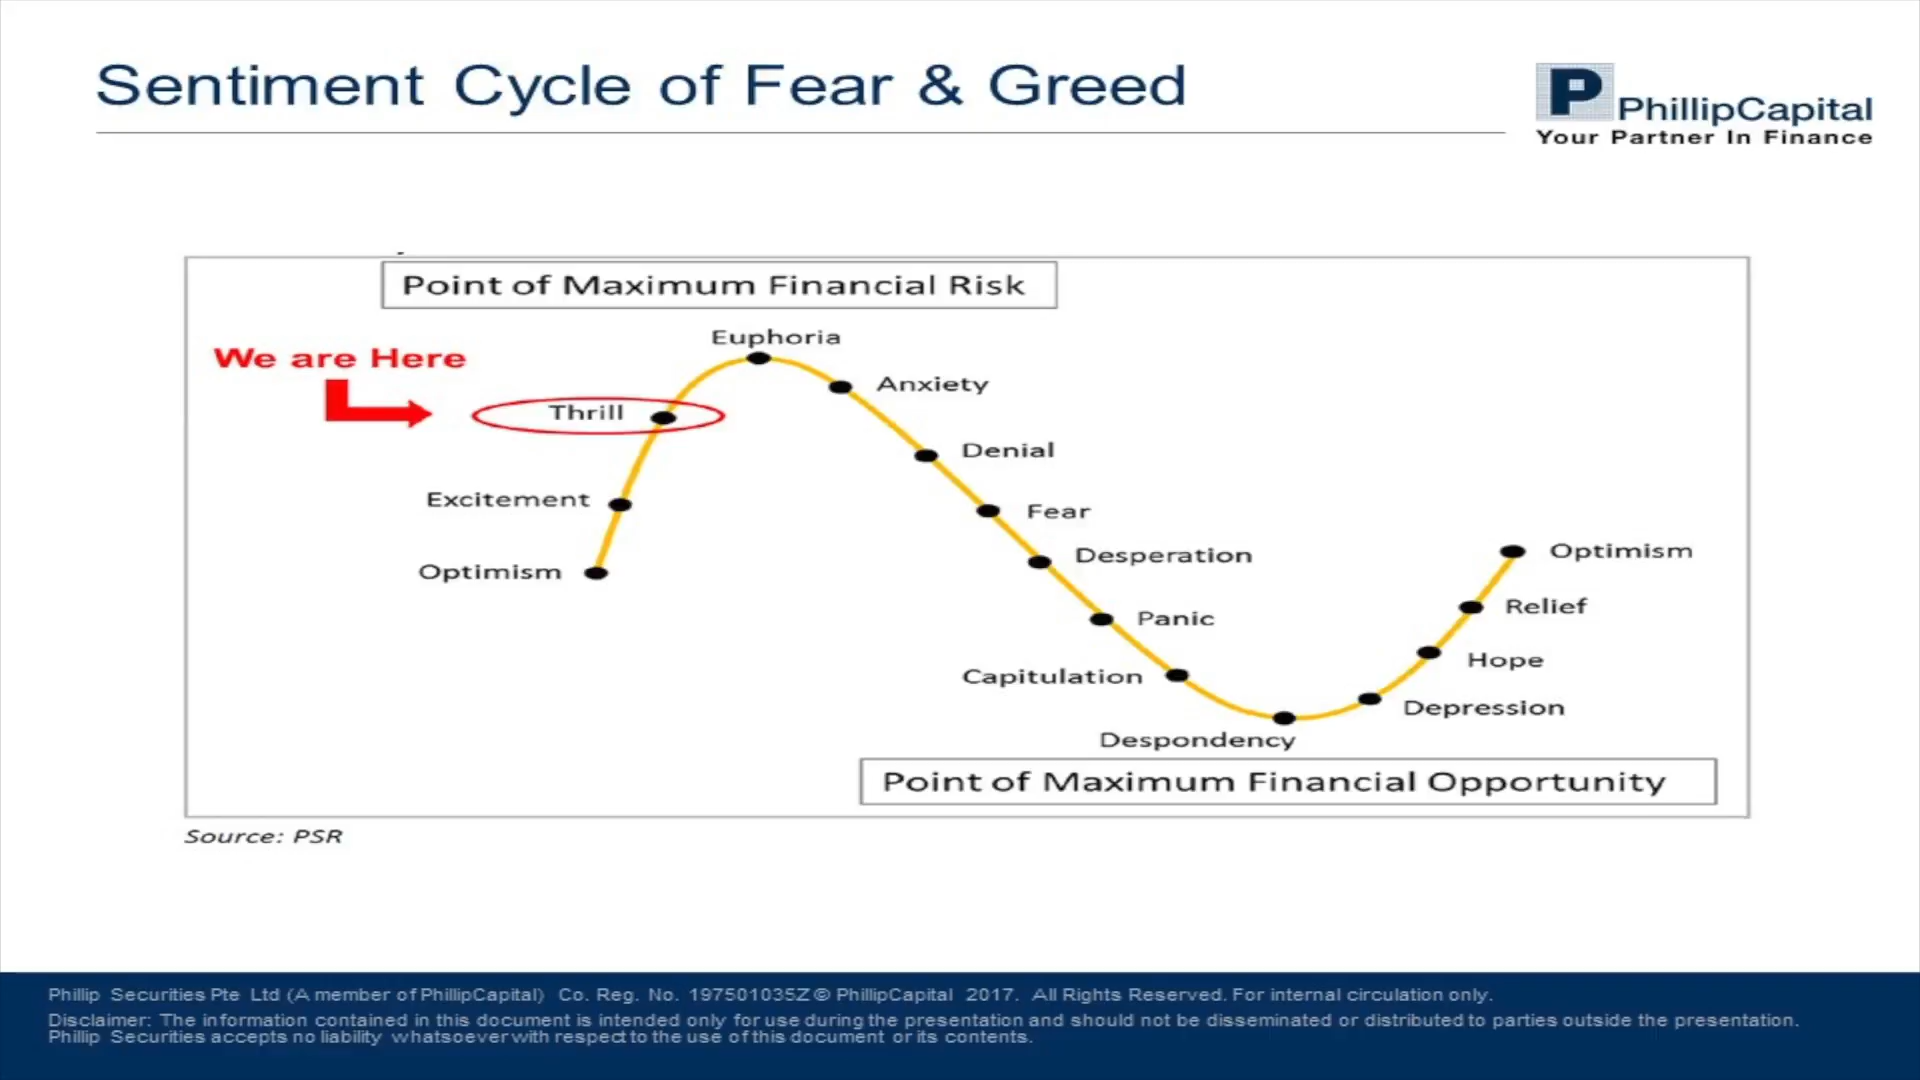 Sentiment Cycle of Fear & Greed
P
PhillipCapital
Your Partner In Finance
Point of Maximum Financial Risk
Euphoria
We are Here
Anxiety
Thrill
Denial
Excitement
Fear
Desperation
Optimism
Optimism
Relief
Panic
Hope
Capitulation
Depression
Despondency
Point of Maximum Financial Opportunity
Source: PSR
Phillip Securities Pte Ltd (A member of PhillipCapital) Co. Reg. No. 197501035Z © PhillipCapital 2017. All Rights Reserved. For internal circulation only.
Disclaimer: The information contained in this document is intended only for use during the presentation and should not be disseminated or distributed to parties outside the presentation.
Phillip Securities accepts no liability whatsoever with respect to the use of this document or its contents.